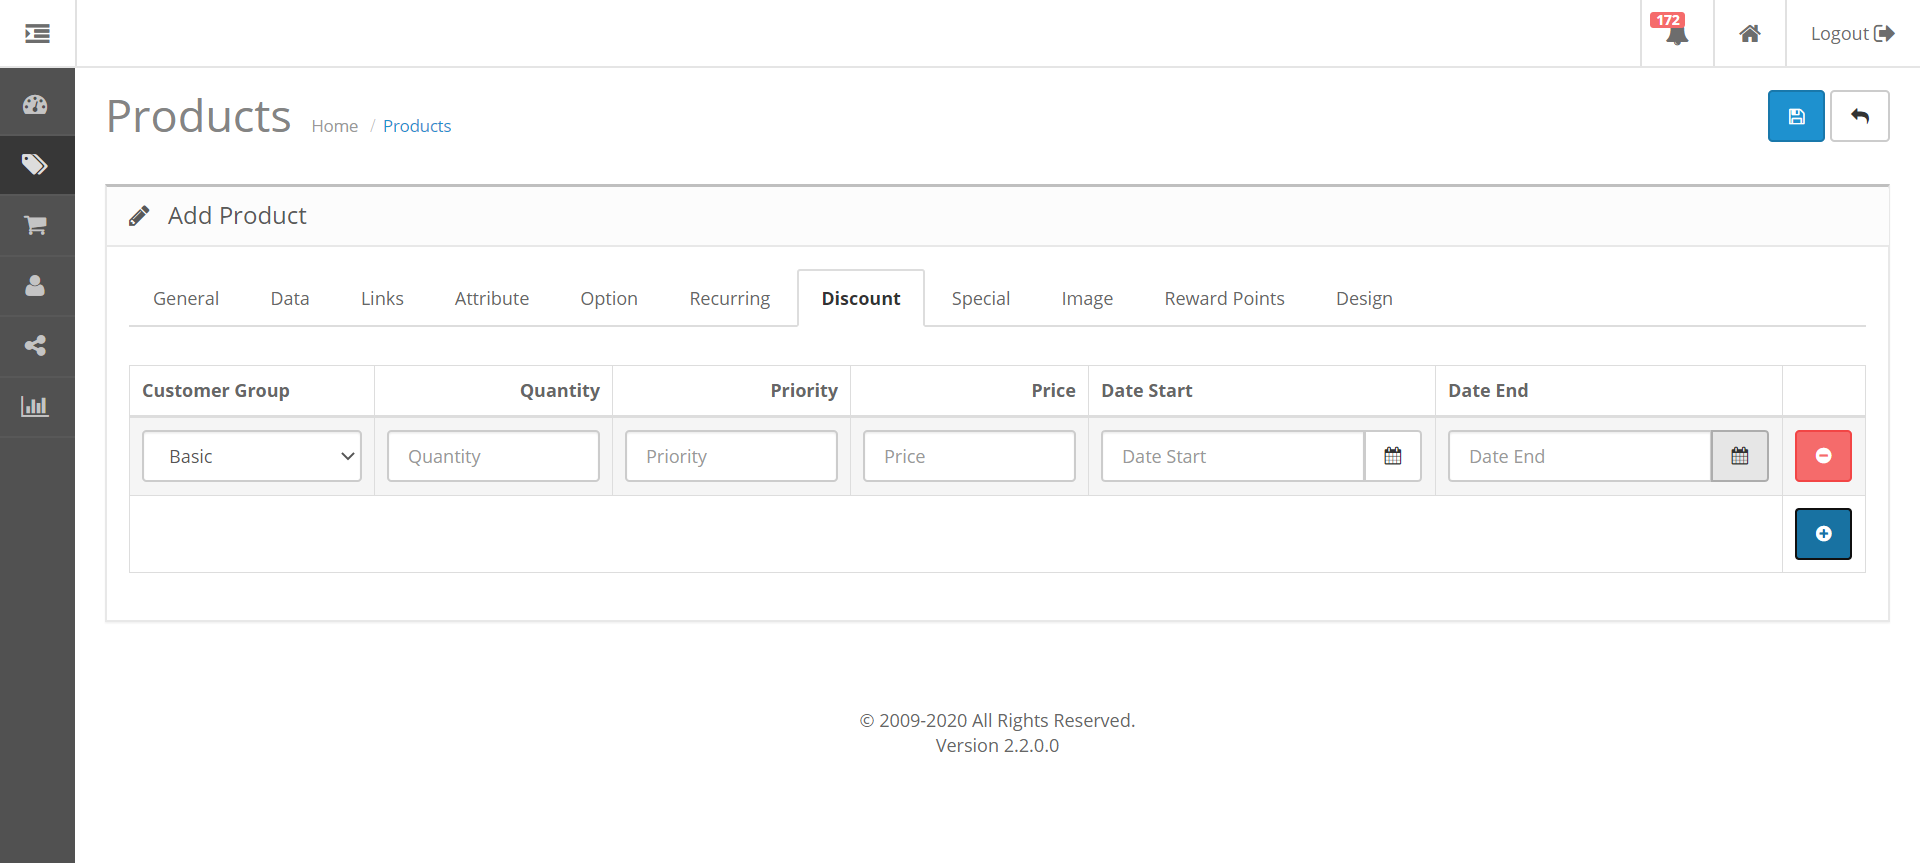 172
Logout
Products
Home / Products
Add Product
General Data Links Attribute Option Recurring Discount Special Image Reward Points Design
Customer Group Quantity Priority Price Date Start Date End
Basic Quantity Priority Price Date Start Date End
© 2009-2020 All Rights Reserved.
Version 2.2.0.0